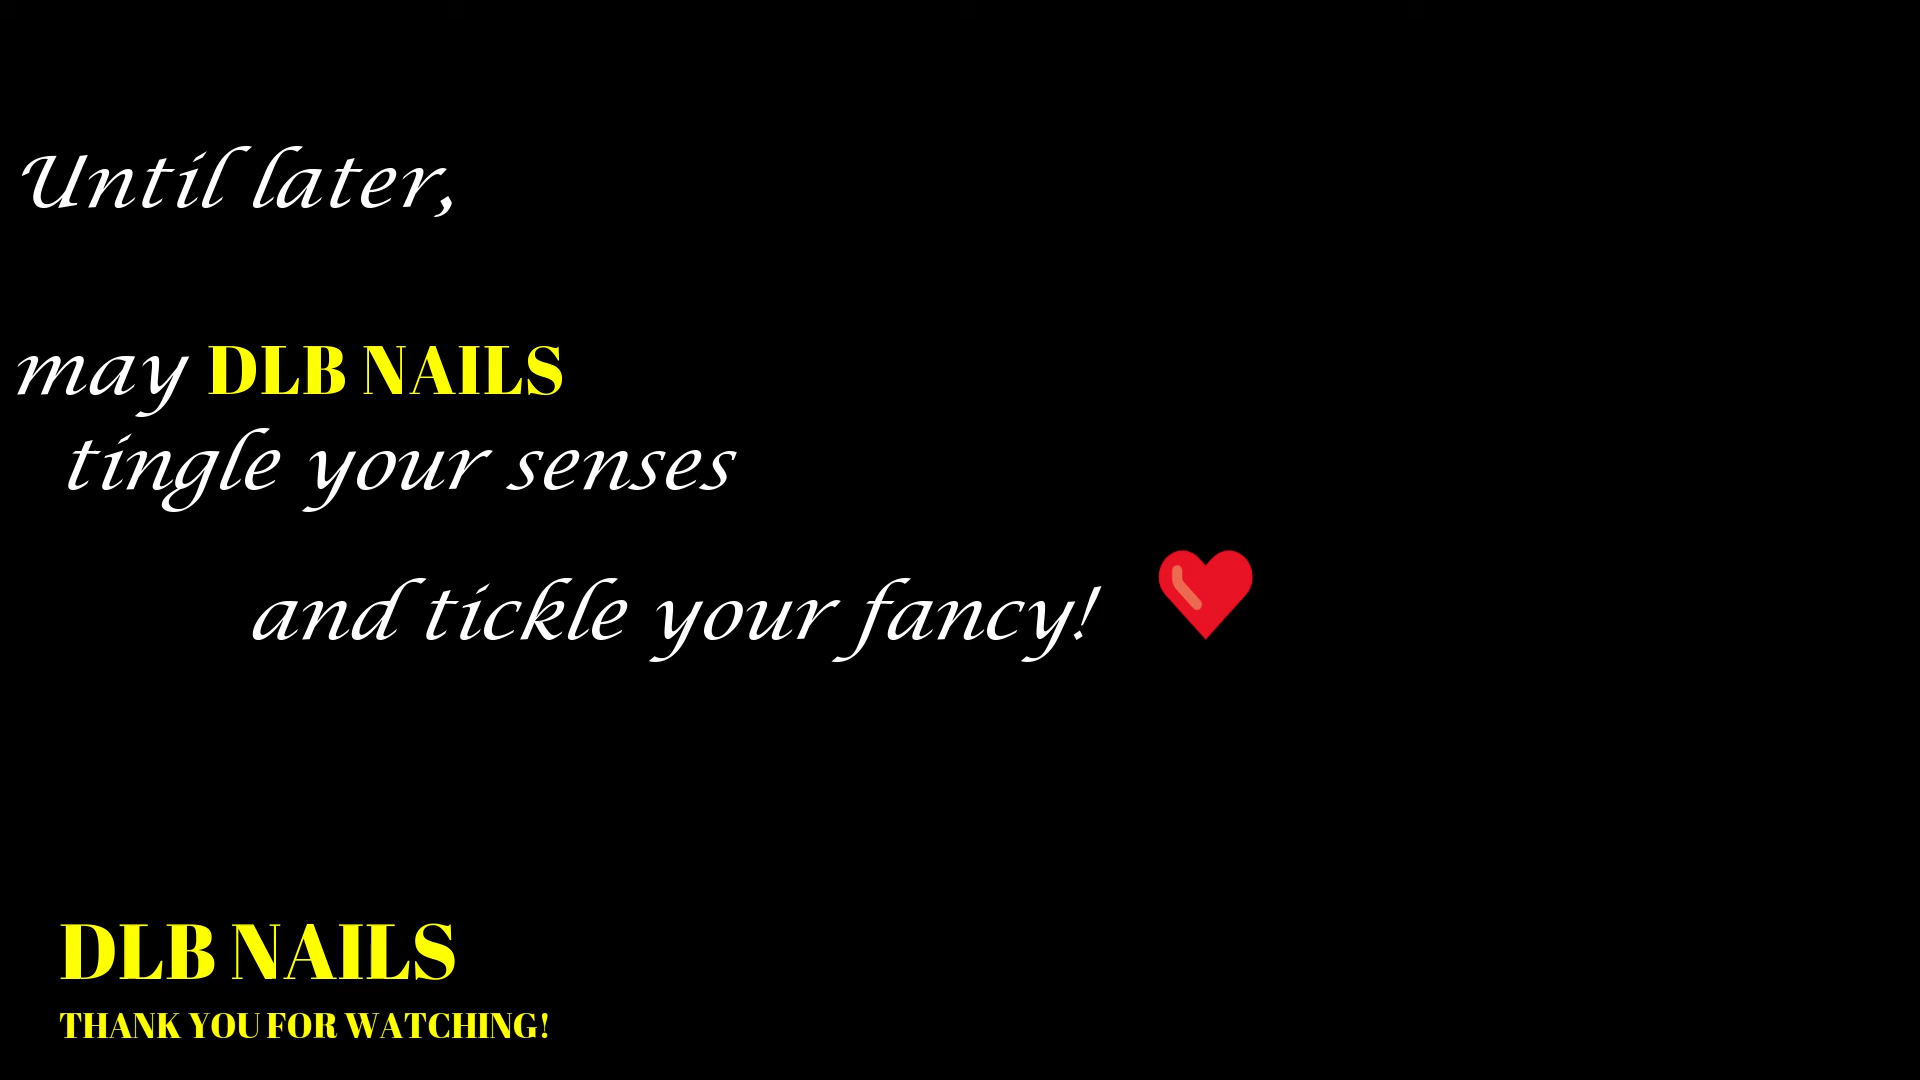 Until later,
may DLB NAILS
tingle your senses
and tickle your fancy!
DLB NAILS
THANK YOU FOR WATCHING!